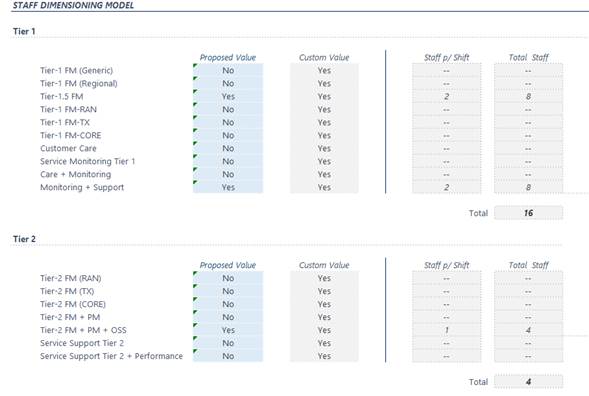 STAFF DIMENSIONING MODEL
Tier 1
Proposed Value Custom Value Staff p/ Shift Total Staff
Tier-1 FM (Generic) No Yes -- --
Tier-1 FM (Regional) No Yes -- --
Tier-1.5 FM Yes Yes 2 8
Tier-1 FM-RAN No Yes -- --
Tier-1 FM-TX No Yes -- --
Tier-1 FM-CORE No Yes -- --
Customer Care No Yes -- --
Service Monitoring Tier 1 No Yes -- --
Care + Monitoring No Yes -- --
Monitoring + Support Yes Yes 2 8
Total 16
Tier 2
Proposed Value Custom Value Staff p/ Shift Total Staff
Tier-2 FM (RAN) No Yes -- --
Tier-2 FM (TX) No Yes -- --
Tier-2 FM (CORE) No Yes -- --
Tier-2 FM + PM No Yes -- --
Tier-2 FM + PM + OSS Yes Yes 1 4
Service Support Tier 2 No Yes -- --
Service Support Tier 2 + Performance No Yes -- --
Total 4